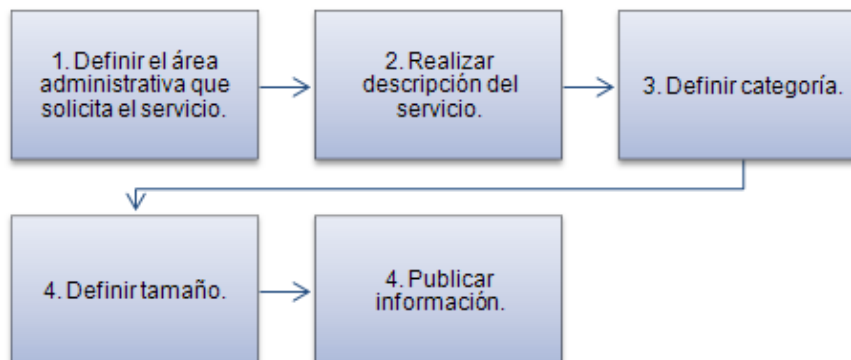 1. Definir el área
administrativa que
solicita el servicio.
2. Realizar
descripción del
servicio.
3. Definir categoría.
4. Definir tamaño.
4. Publicar
información.